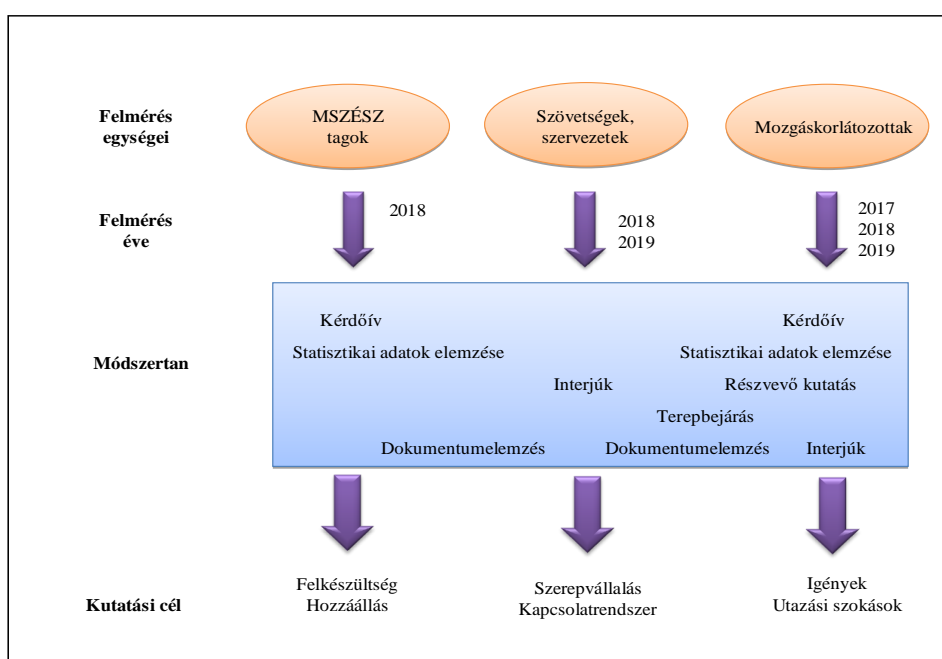 Felmérés
egységei
MSZÉSZ
tagok
Szövetségek,
szervezetek
Mozgáskorlátozottak
Felmérés
éve
2018
2018
2019
2017
2018
2019
Módszertan
Kérdőív
Kérdőív
Statisztikai adatok elemzése
Statisztikai adatok elemzése
Interjúk
Részvevő kutatás
Terepbejárás
Dokumentumelemzés
Dokumentumelemzés
Interjúk
Kutatási cél
Felkészültség
Hozzáállás
Szerepvállalás
Kapcsolatrendszer
Igények
Utazási szokások